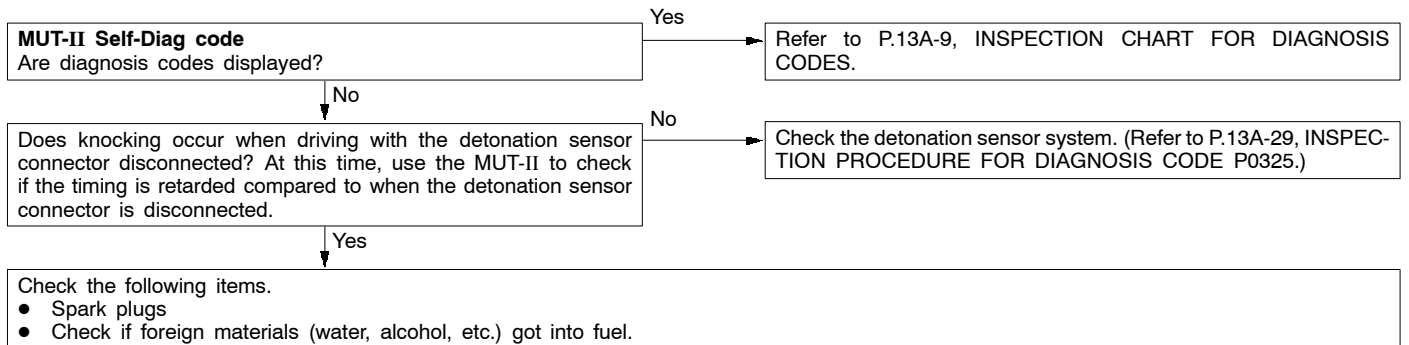 MUT-II Self-Diag code
Are diagnosis codes displayed?
Yes
Refer to P.13A-9, INSPECTION CHART FOR DIAGNOSIS
CODES.
No
Does knocking occur when driving with the detonation sensor
connector disconnected? At this time, use the MUT-II to check
if the timing is retarded compared to when the detonation sensor
connector is disconnected.
No
Check the detonation sensor system. (Refer to P.13A-29, INSPEC-
TION PROCEDURE FOR DIAGNOSIS CODE P0325.)
Yes
Check the following items.
● Spark plugs
● Check if foreign materials (water, alcohol, etc.) got into fuel.